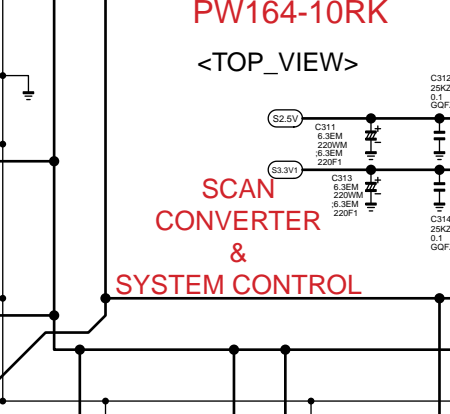 PW164-10RK
<TOP_VIEW>
C312
25KZ
0.1
GQF
S2.5V
C311
6.3EM
220WM
;6.3EM
220F1
+
S3.3V1
C313
6.3EM
220WM
;6.3EM
220F1
+
SCAN
CONVERTER
&
SYSTEM CONTROL
C314
25KZ
0.1
GQF